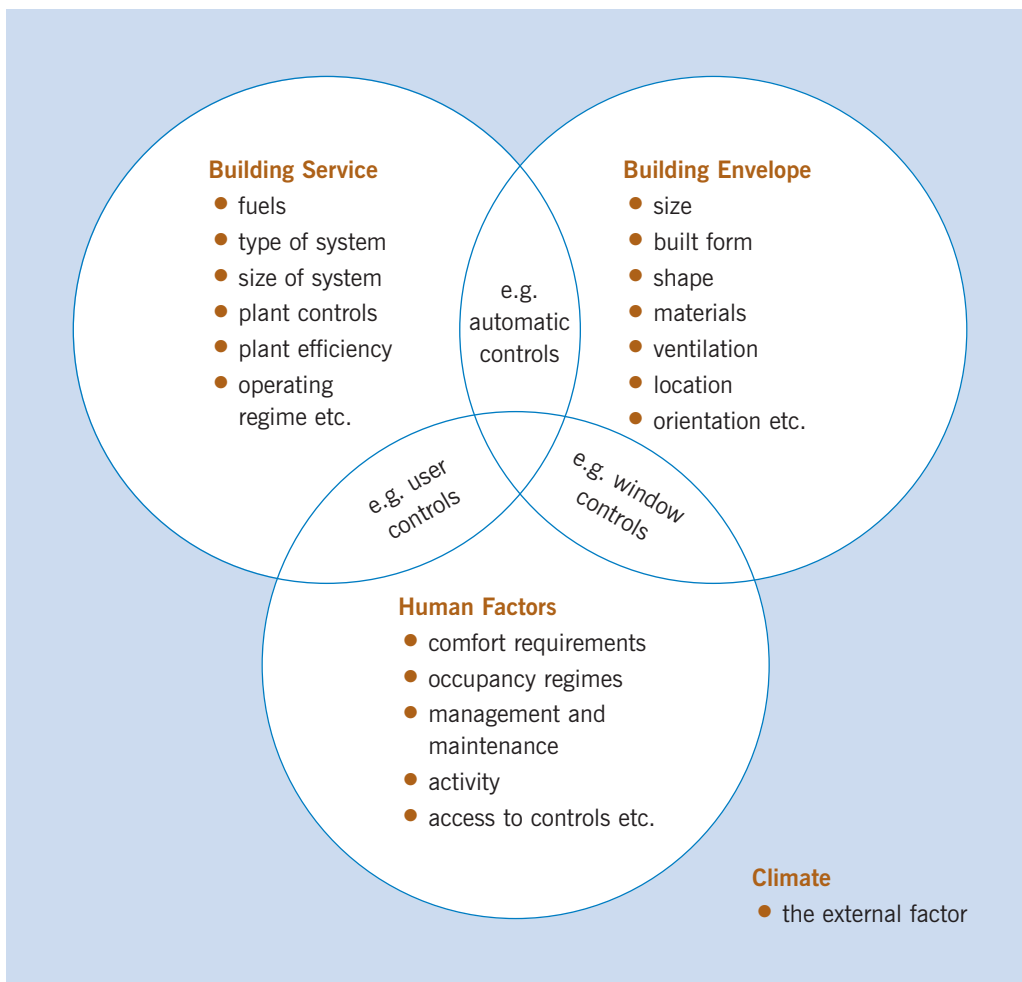 Building Service
fuels
type of system
size of system
plant controls
plant efficiency
operating
regime etc.
Building Envelope
size
built form
shape
materials
ventilation
location
orientation etc.
e.g.
automatic
controls
e.g. user
controls
e.g. window
controls
Human Factors
comfort requirements
occupancy regimes
management and
maintenance
activity
access to controls etc.
Climate
the external factor